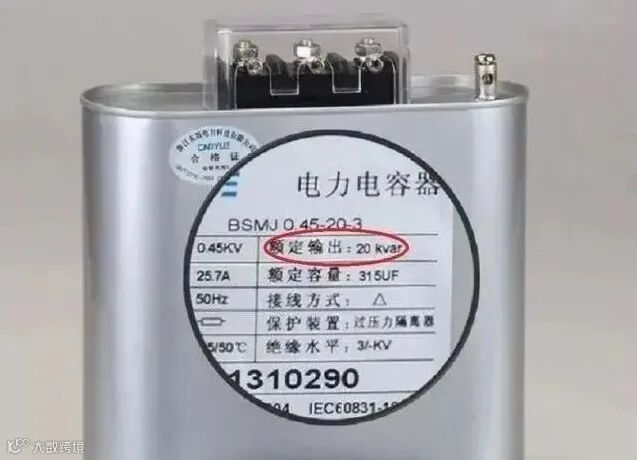 合格证
电力电容器
BSMJ 0.45-20-3
0.45KV 额定输出：20 kvar
25.7A 额定容量：315UF
50Hz 接线方式：△
保护装置：过压力隔离器
5/50℃ 绝缘水平：3/-KV
1310290
IEC60831-1
大数跨境